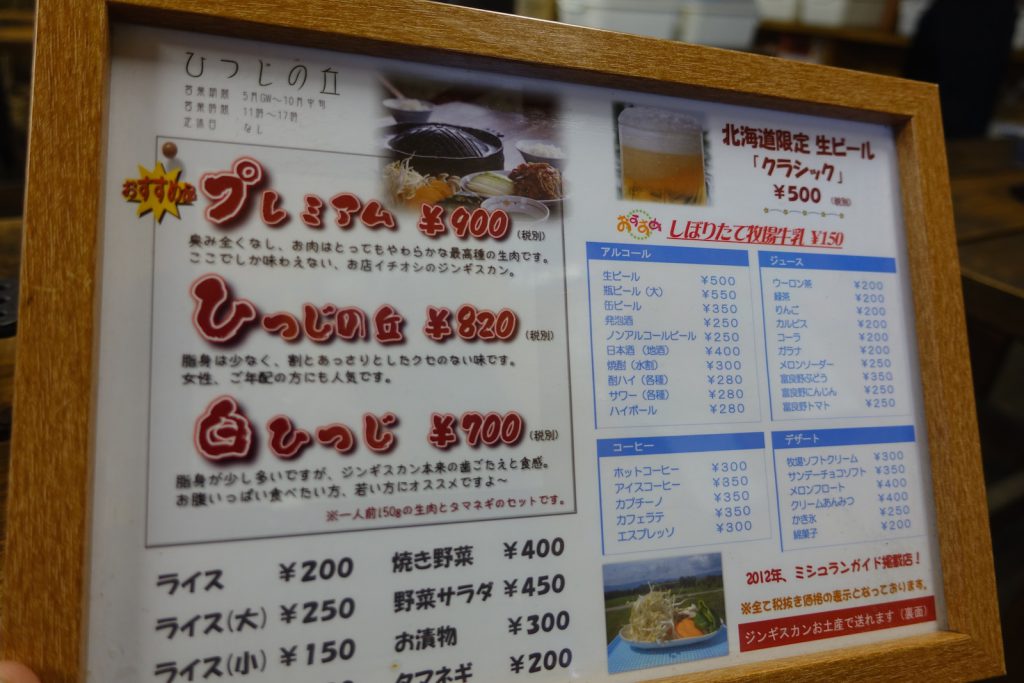 ひつじの丘
営業期間 5月GW~10月中旬
営業時間 11時~17時
定休日 なし
おすすめ
プレミアム ¥900 (税別)
臭み全くなし、お肉はとってもやわらかな最高種の生肉です。
ここでしか味わえない、お店イチオシのジンギスカン。
ひつじの丘 ¥820 (税別)
脂身は少なく、割とあっさりとしたクセのない味です。
女性、ご年配の方にも人気です。
白ひつじ ¥700 (税別)
脂身が少し多いですが、ジンギスカン本来の歯ごたえと食感。
お腹いっぱい食べたい方、若い方にオススメですよ~
※一人前150gの生肉とタマネギのセットです。
ライス ¥200
ライス(大) ¥250
ライス(小) ¥150
焼き野菜 ¥400
野菜サラダ ¥450
お漬物 ¥300
タマネギ ¥200
北海道限定 生ビール
「クラシック」
¥500 (税別)
おすすめ しぼりたて牧場牛乳 ¥150
アルコール
生ビール ¥500
瓶ビール(大) ¥550
缶ビール ¥350
発泡酒 ¥250
ノンアルコールビール ¥250
日本酒(地酒) ¥400
焼酎(水割) ¥300
酎ハイ(各種) ¥280
サワー(各種) ¥280
ハイボール ¥280
ジュース
ウーロン茶 ¥200
緑茶 ¥200
りんご ¥200
カルピス ¥200
コーラ ¥200
ガラナ ¥200
メロンソーダー ¥250
富良野ぶどう ¥350
富良野にんじん ¥250
富良野トマト ¥250
コーヒー
ホットコーヒー ¥300
アイスコーヒー ¥350
カプチーノ ¥350
カフェラテ ¥350
エスプレッソ ¥300
デザート
牧場ソフトクリーム ¥300
サンデーチョコソフト ¥350
メロンフロート ¥400
クリームあんみつ ¥400
かき氷 ¥250
綿菓子 ¥200
2012年、ミシュランガイド掲載店!
※全て税抜き価格の表示となっております。
ジンギスカンお土産で送れます(裏面)